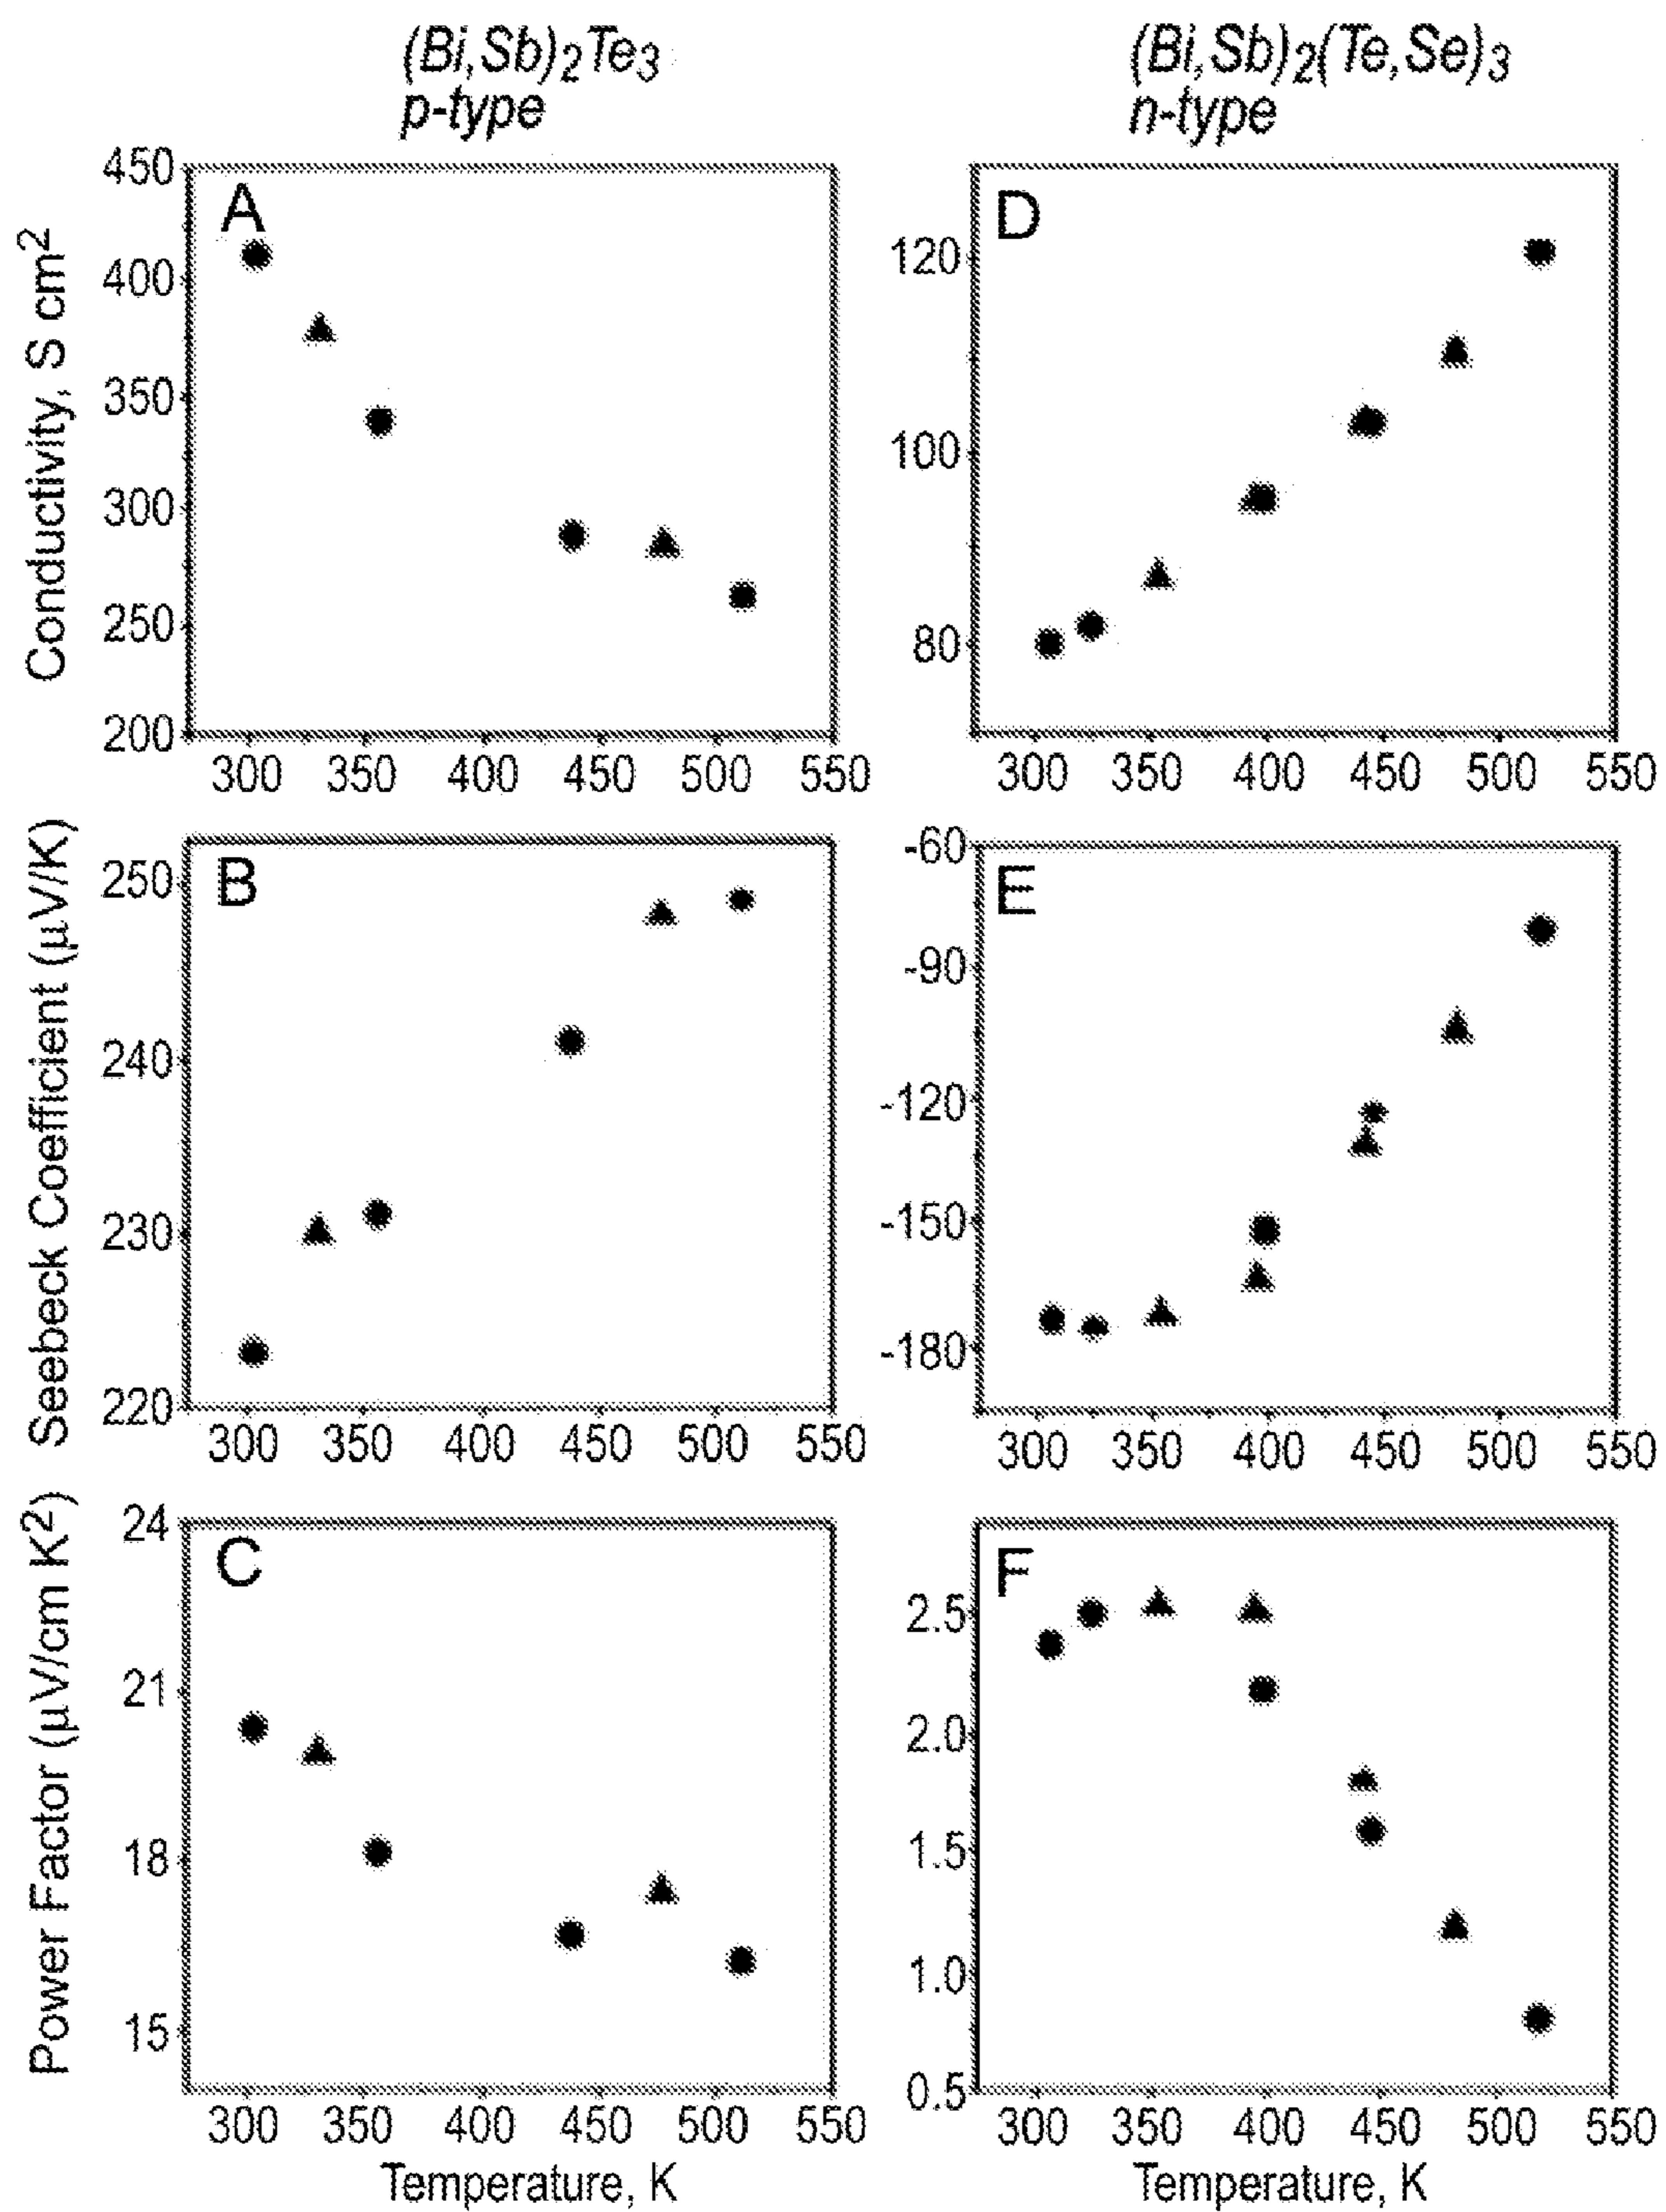 (Bi,Sb)2Te3
p-type
(Bi,Sb)2(Te,Se)3
n-type
Conductivity, S cm2
450
400
350
300
250
200
A
300 350 400 450 500 550
120
100
80
D
300 350 400 450 500 550
Seebeck Coefficient (μV/K)
250
240
230
220
B
300 350 400 450 500 550
-60
-90
-120
-150
-180
E
300 350 400 450 500 550
Power Factor (μV/cm K2)
24
21
18
15
C
300 350 400 450 500 550
Temperature, K
2.5
2.0
1.5
1.0
0.5
F
300 350 400 450 500 550
Temperature, K